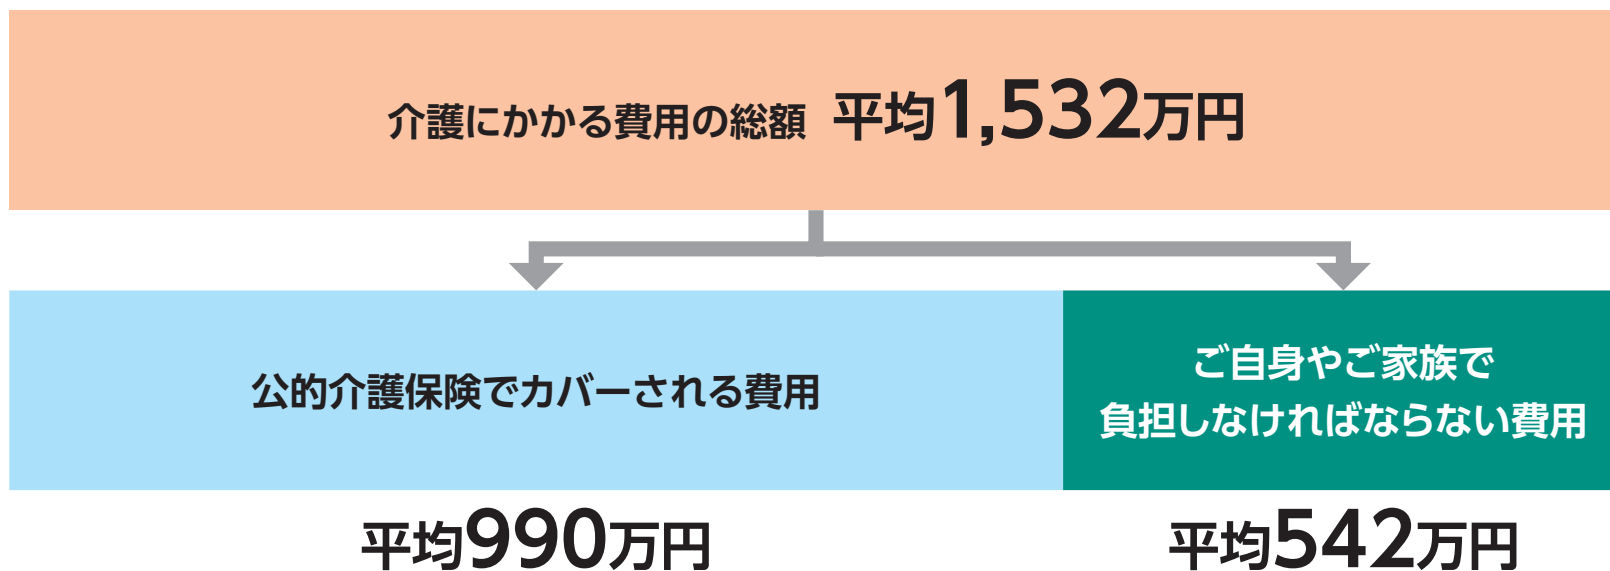 介護にかかる費用の総額 平均1,532万円
公的介護保険でカバーされる費用
ご自身やご家族で
負担しなければならない費用
平均990万円
平均542万円